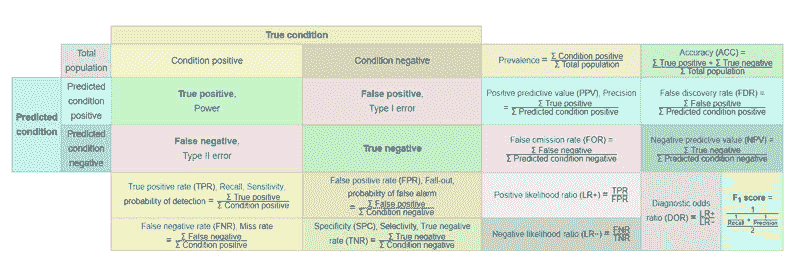 True condition
Total population
Condition positive
Condition negative
Prevalence = Σ Condition positive / Σ Total population
Accuracy (ACC) = Σ True positive + Σ True negative / Σ Total population
Predicted condition
Predicted condition positive
True positive,
Power
False positive,
Type I error
Positive predictive value (PPV), Precision
= Σ True positive / Σ Predicted condition positive
False discovery rate (FDR) =
Σ False positive / Σ Predicted condition positive
Predicted condition negative
False negative,
Type II error
True negative
False omission rate (FOR) =
Σ False negative / Σ Predicted condition negative
Negative predictive value (NPV) =
Σ True negative / Σ Predicted condition negative
True positive rate (TPR), Recall, Sensitivity,
probability of detection = Σ True positive / Σ Condition positive
False positive rate (FPR), Fall-out,
probability of false alarm
= Σ False positive / Σ Condition negative
Positive likelihood ratio (LR+) = TPR / FPR
Diagnostic odds
ratio (DOR) = LR+ / LR−
F1 score =
1 / Recall + 1 / Precision
2
False negative rate (FNR), Miss rate
= Σ False negative / Σ Condition positive
Specificity (SPC), Selectivity, True negative
rate (TNR) = Σ True negative / Σ Condition negative
Negative likelihood ratio (LR−) = FNR / TNR